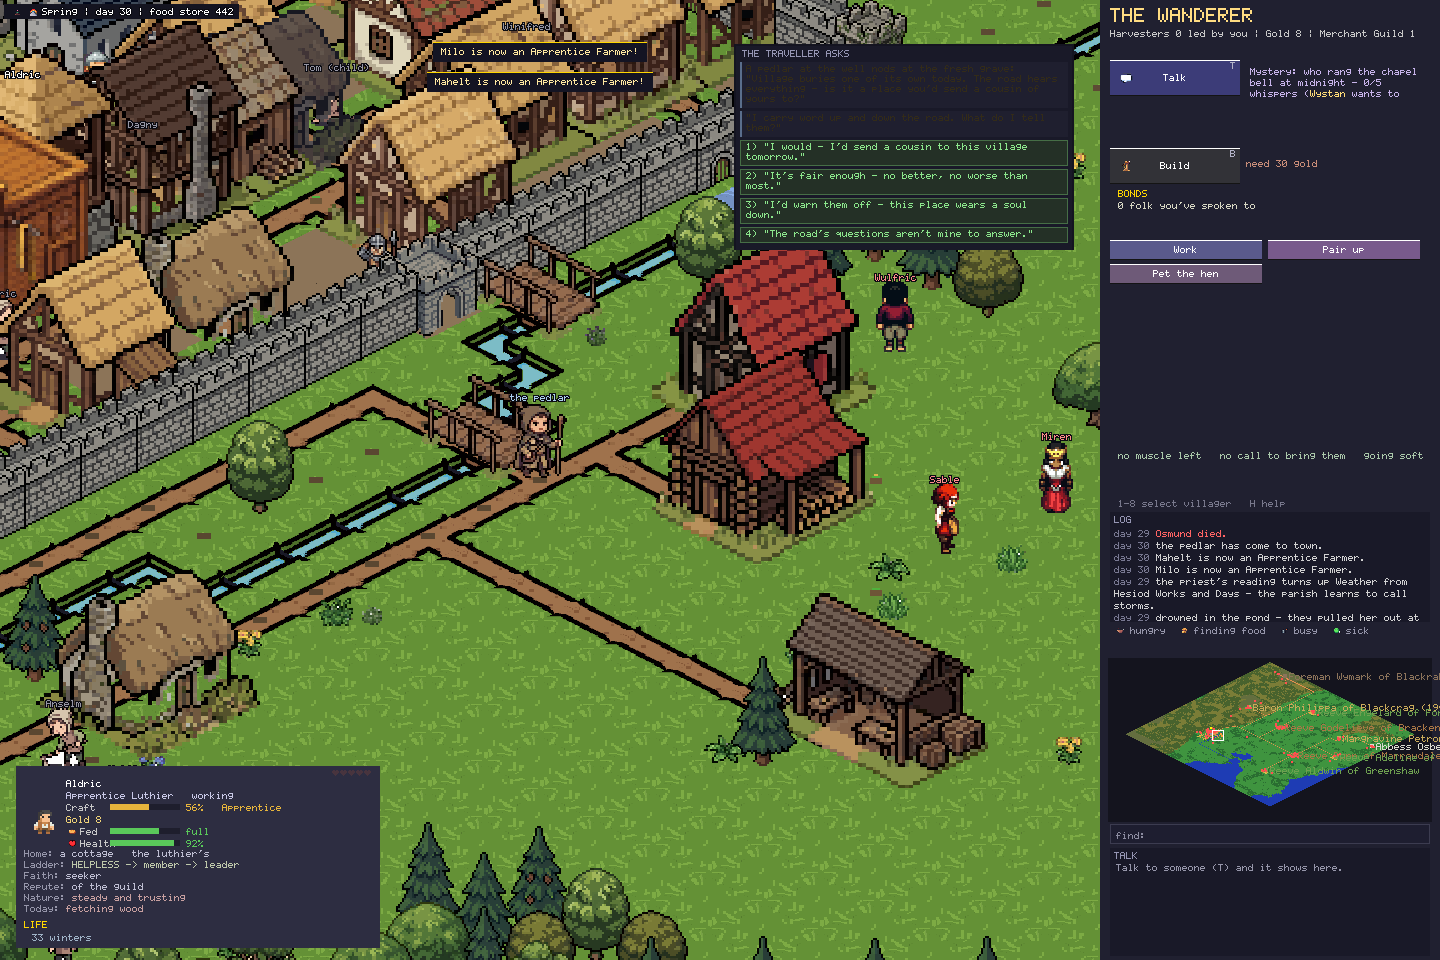 Spring | day 30 | food store 442
Winifred
Milo is now an Apprentice Farmer!
Mahelt is now an Apprentice Farmer!
Aldric
Tom (child)
Dagny
ric
the pedlar
Wulfric
Miren
Sable
Anselm
THE TRAVELLER ASKS
1) "I would - I'd send a cousin to this village
tomorrow."
2) "It's fair enough - no better, no worse than
most."
3) "I'd warn them off - this place wears a soul
down."
4) "The road's questions aren't mine to answer."
Aldric
Apprentice Luthier working
Craft 56% Apprentice
Gold 8
Fed full
Healt 92%
Home: a cottage the luthier's
Ladder: HELPLESS -> member -> leader
Faith: seeker
Repute: of the guild
Nature: steady and trusting
Today: fetching wood
LIFE
33 winters
THE WANDERER
Harvesters 0 led by you | Gold 8 | Merchant Guild 1
Talk T
Mystery: who rang the chapel
bell at midnight - 0/5
whispers (Wystan wants to
Build B
need 30 gold
BONDS
0 folk you've spoken to
Work
Pair up
Pet the hen
no muscle left no call to bring them going soft
1-8 select villager H help
LOG
day 29 Osmund died.
day 30 the pedlar has come to town.
day 30 Mahelt is now an Apprentice Farmer.
day 30 Milo is now an Apprentice Farmer.
day 29 the priest's reading turns up Weather from
Hesiod Works and Days - the parish learns to call
storms.
day 29 drowned in the pond - they pulled her out at
hungry finding food busy sick
Foreman Wymark of Blackra
Baron Philippa of Blackcrag (19
Abbess Osbe
Aldwin of Greenshaw
find:
TALK
Talk to someone (T) and it shows here.